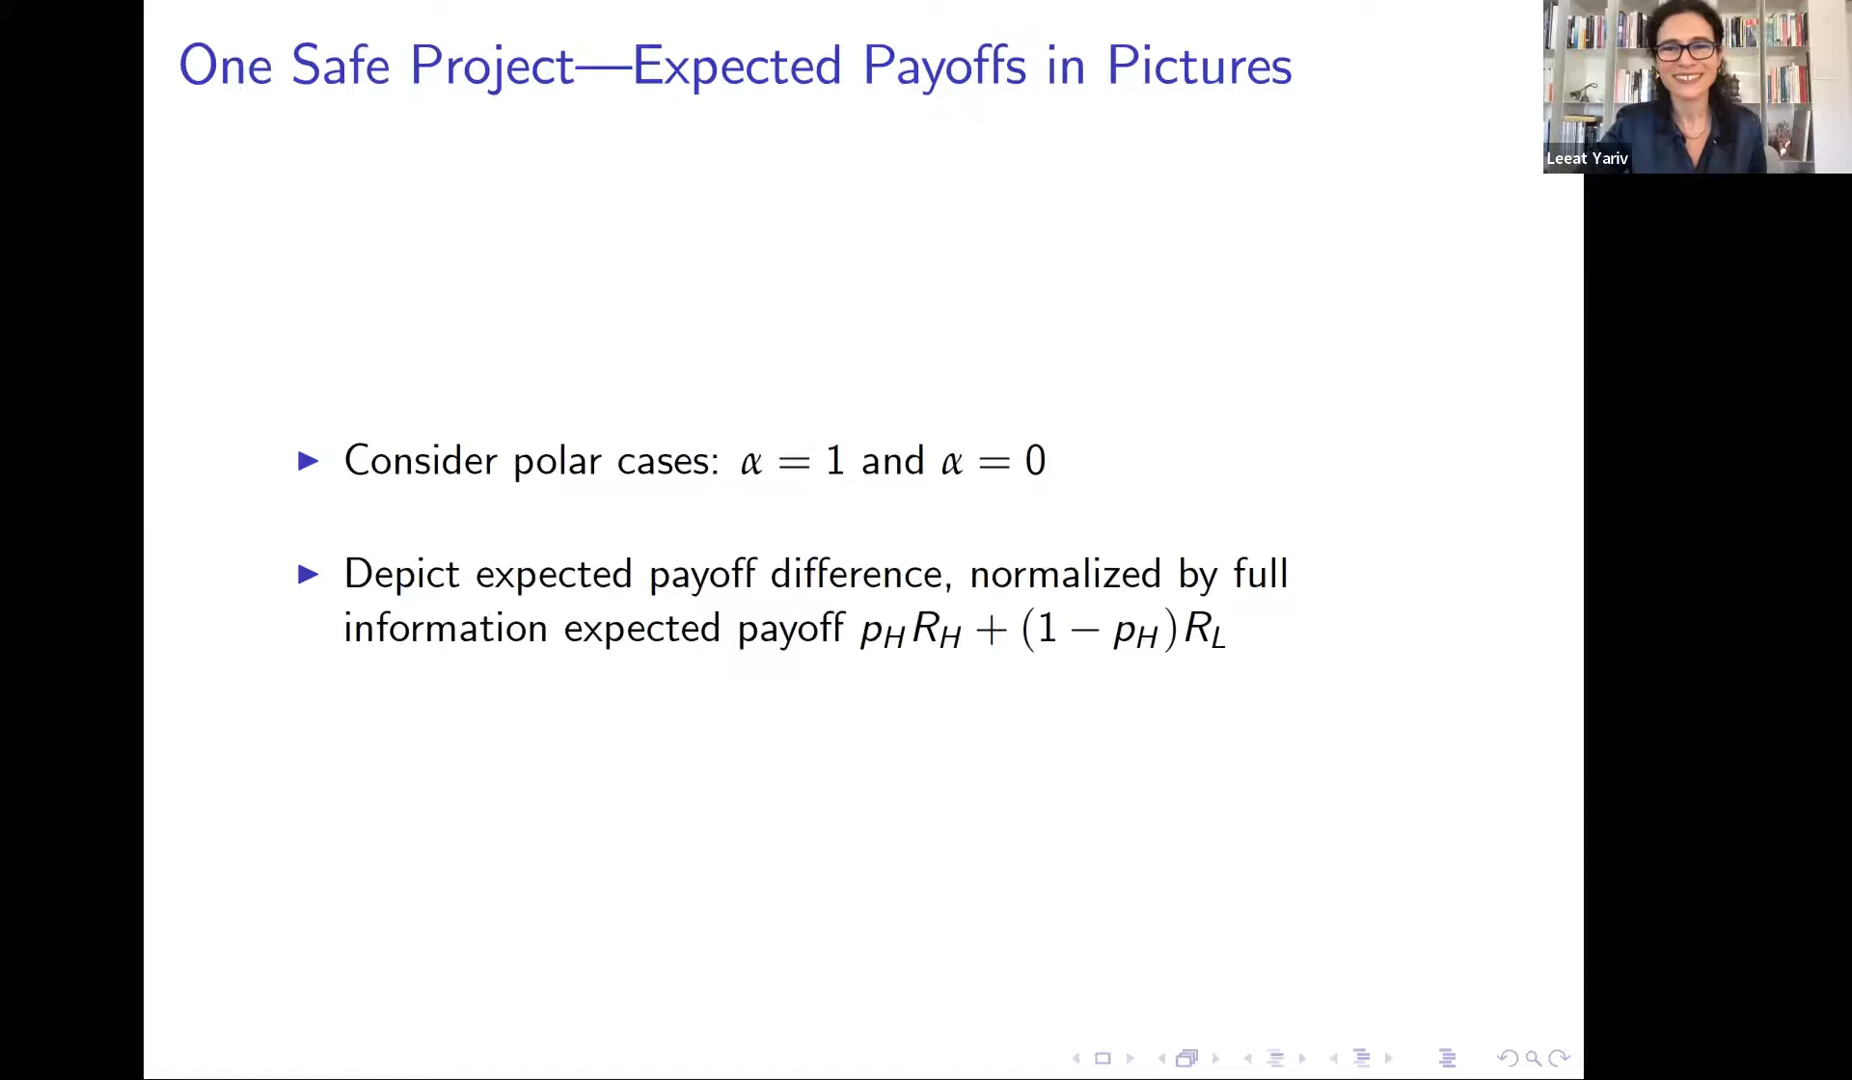 One Safe Project—Expected Payoffs in Pictures
Leeat Yariv
▶ Consider polar cases: α = 1 and α = 0
▶ Depict expected payoff difference, normalized by full
information expected payoff p_H R_H + (1 − p_H) R_L